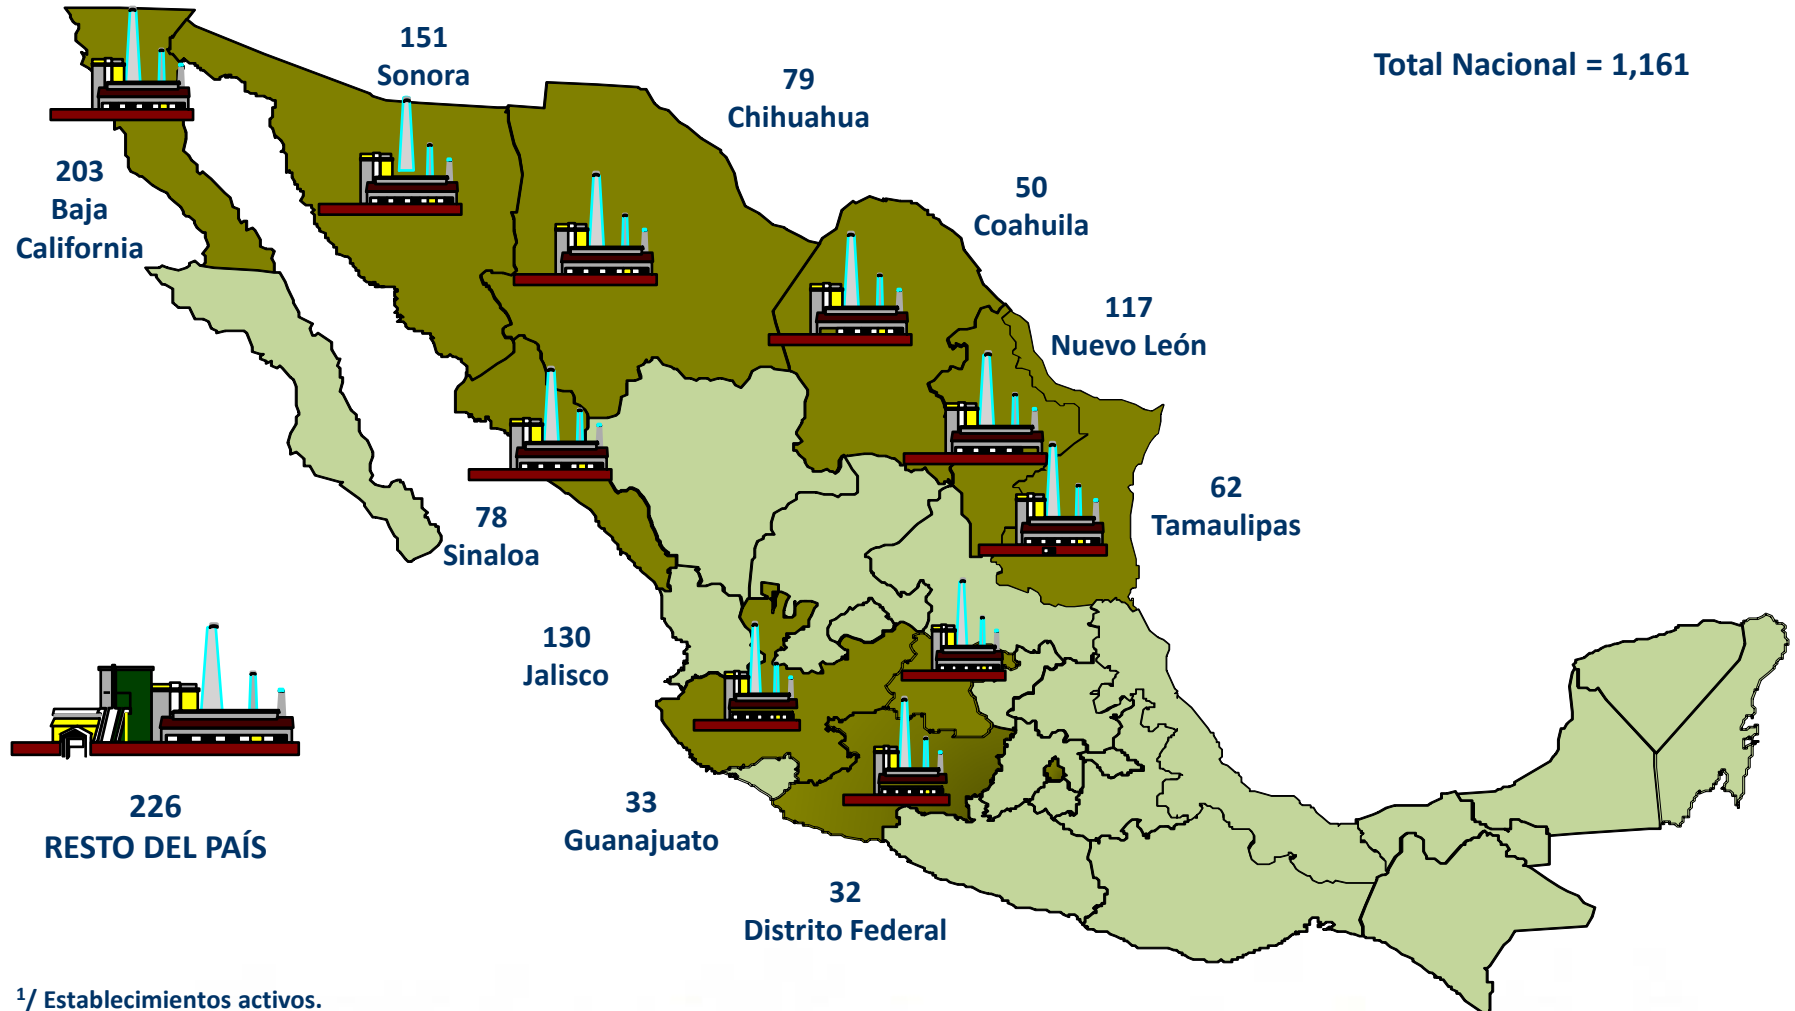 151
Sonora
Total Nacional = 1,161
79
Chihuahua
203
Baja
California
50
Coahuila
117
Nuevo León
62
Tamaulipas
78
Sinaloa
130
Jalisco
226
RESTO DEL PAÍS
33
Guanajuato
32
Distrito Federal
1/ Establecimientos activos.